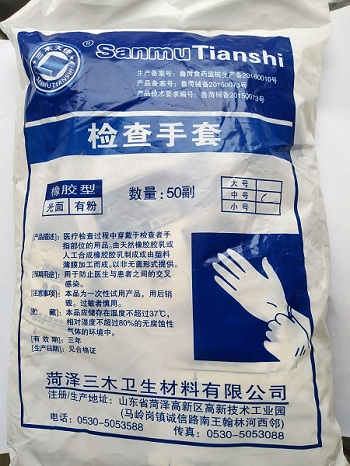 三木天使
SANMUTIANSHI
® SanmuTianshi
生产备案号: 鲁菏食药监械生产备20160010号
产品备案号: 鲁菏械备20150073号
产品技术要求编号: 鲁菏械备20150073号
检查手套
橡胶型
光面 有粉
数量: 50副
大号
中号
小号
[产品描述]: 医疗检查过程中穿戴于检查者手
指部位的用品。由天然橡胶胶乳或
人工合成橡胶胶乳制成或由塑料
薄膜加工而成。以非无菌形式提供。
[预期用途]: 用于防止医生与患者之间的交叉
感染。
[注意事项]: 本品为一次性试用产品, 用后销
毁。过敏者慎用。
[贮 藏]: 本品应储存在温度不超过37℃,
相对湿度不超过80%的无腐蚀性
气体的环境中。
[有 效 期]: 三年
[生产日期]: 见合格证
菏泽三木卫生材料有限公司
注册/生产地址: 山东省菏泽高新区高新技术工业园
(马岭岗镇诚信路南王翰林河西邻)
电话: 0530-5053588 传真: 0530-5053088